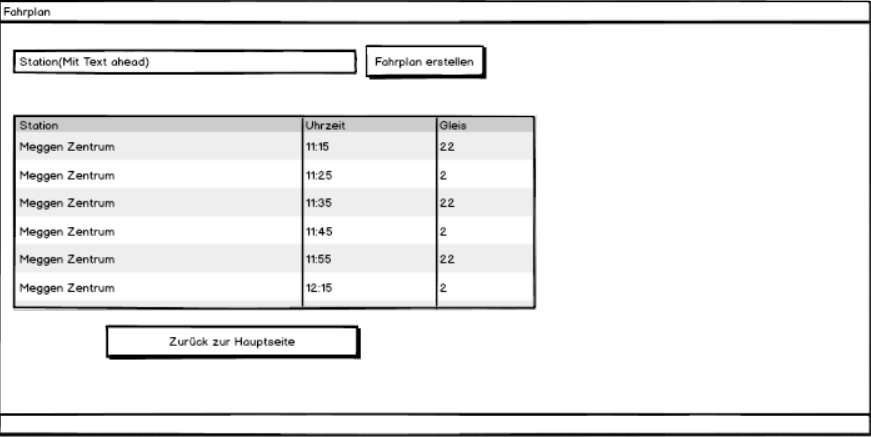 Fahrplan
Station(Mit Text ahead)
Fahrplan erstellen
Station Uhrzeit Gleis
Meggen Zentrum 11:15 22
Meggen Zentrum 11:25 2
Meggen Zentrum 11:35 22
Meggen Zentrum 11:45 2
Meggen Zentrum 11:55 22
Meggen Zentrum 12:15 2
Zurück zur Hauptseite